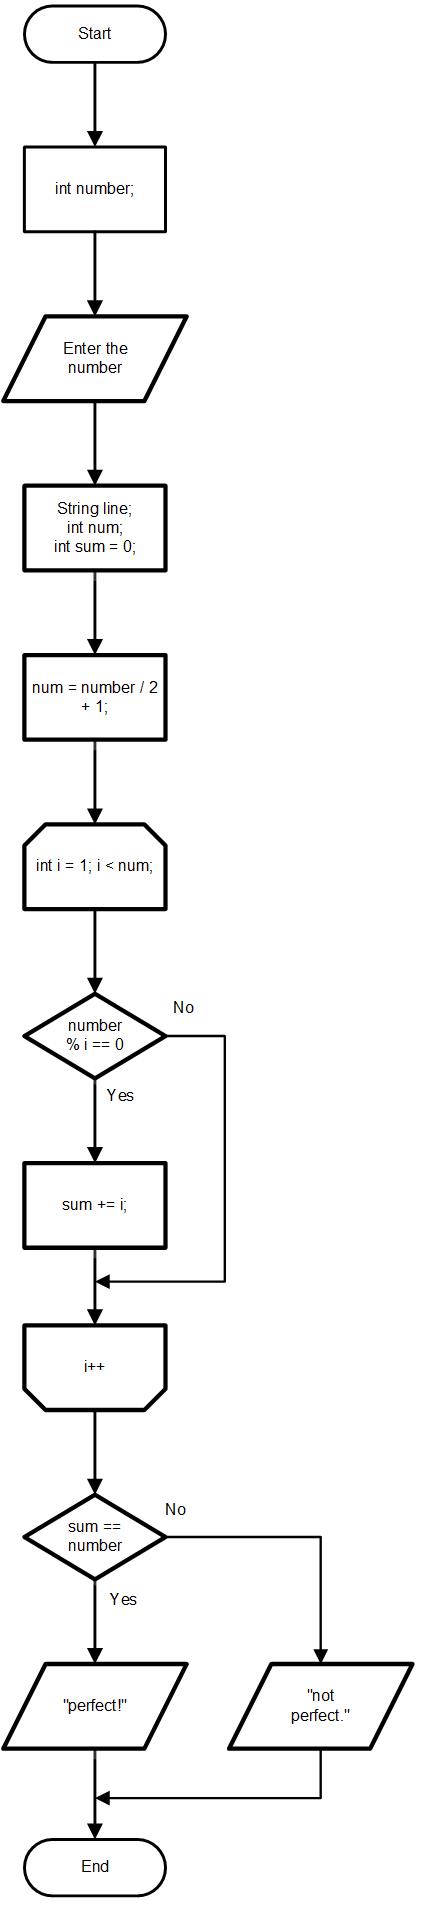 Start
int number;
Enter the
number
String line;
int num;
int sum = 0;
num = number / 2
+ 1;
int i = 1; i < num;
number
% i == 0
No
Yes
sum += i;
i++
sum ==
number
No
Yes
"perfect!"
"not
perfect."
End